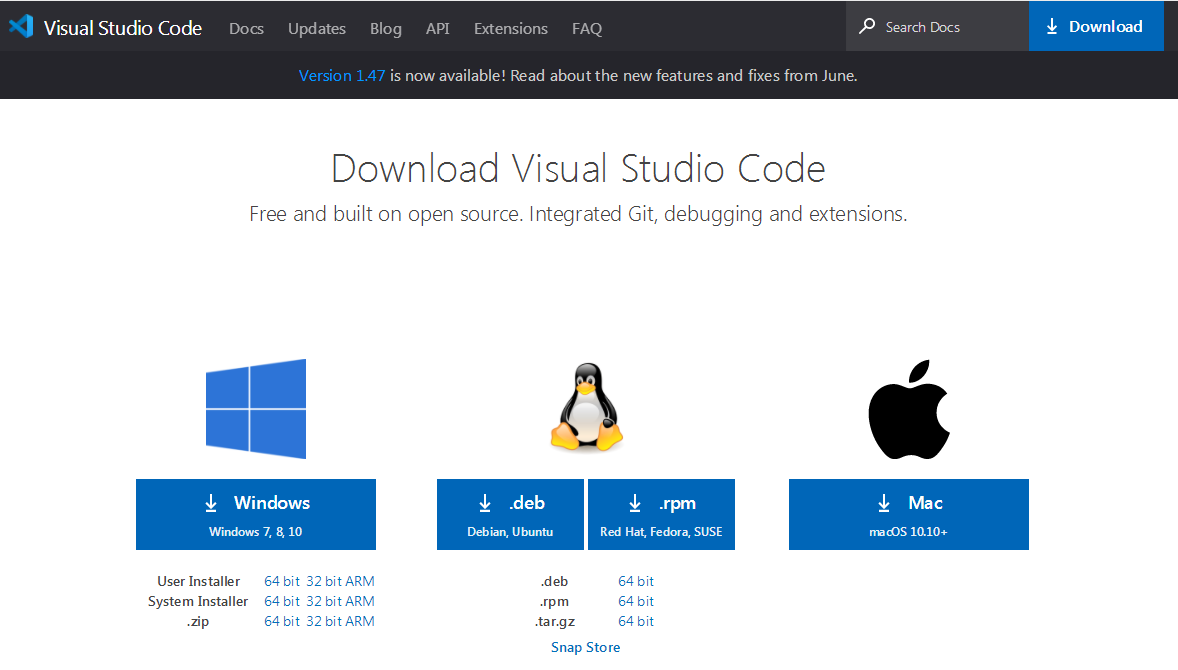 Visual Studio Code Docs Updates Blog API Extensions FAQ Search Docs Download
Version 1.47 is now available! Read about the new features and fixes from June.
Download Visual Studio Code
Free and built on open source. Integrated Git, debugging and extensions.
Windows
Windows 7, 8, 10
.deb
Debian, Ubuntu
.rpm
Red Hat, Fedora, SUSE
Mac
macOS 10.10+
User Installer 64 bit 32 bit ARM
System Installer 64 bit 32 bit ARM
.zip 64 bit 32 bit ARM
.deb 64 bit
.rpm 64 bit
.tar.gz 64 bit
Snap Store